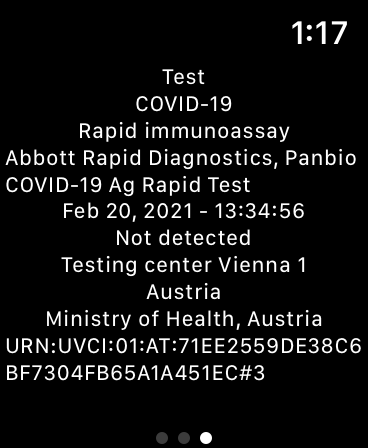 1:17
Test
COVID-19
Rapid immunoassay
Abbott Rapid Diagnostics, Panbio
COVID-19 Ag Rapid Test
Feb 20, 2021 - 13:34:56
Not detected
Testing center Vienna 1
Austria
Ministry of Health, Austria
URN:UVCI:01:AT:71EE2559DE38C6
BF7304FB65A1A451EC#3